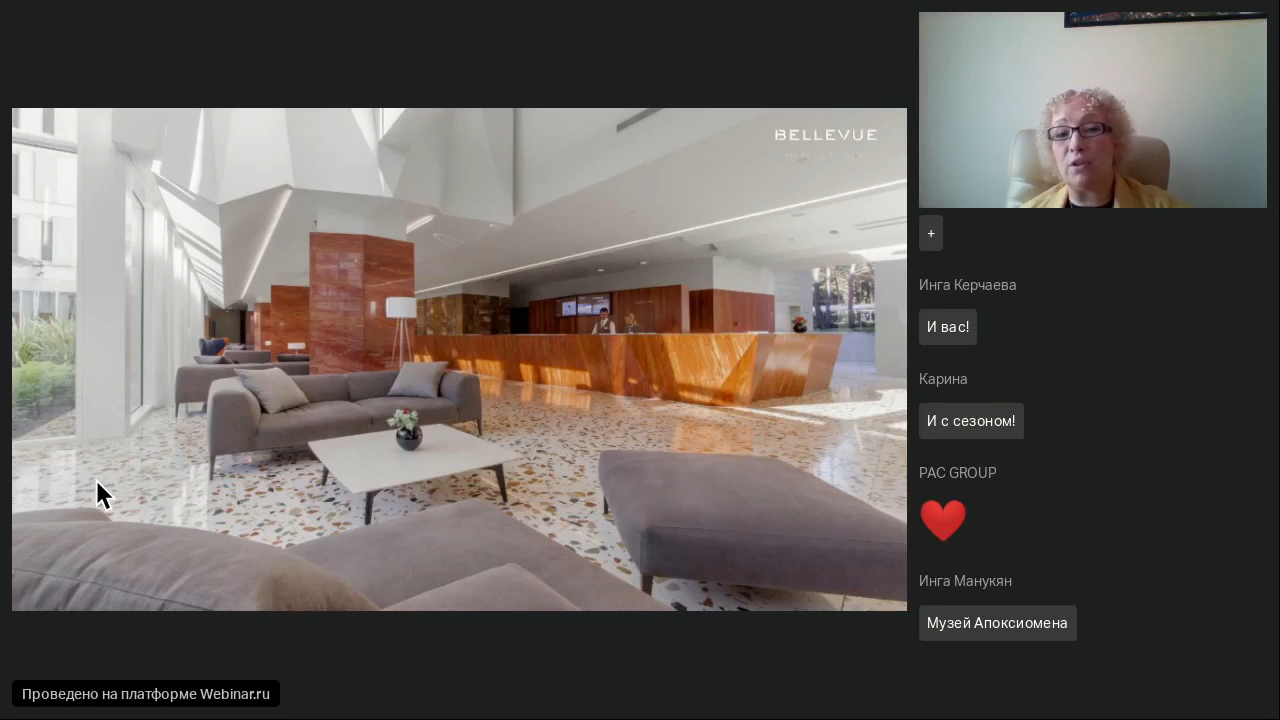 BELLEVUE
+
Инга Керчаева
И вас!
Карина
И с сезоном!
PAC GROUP
Инга Манукян
Музей Апоксиомена
Проведено на платформе Webinar.ru